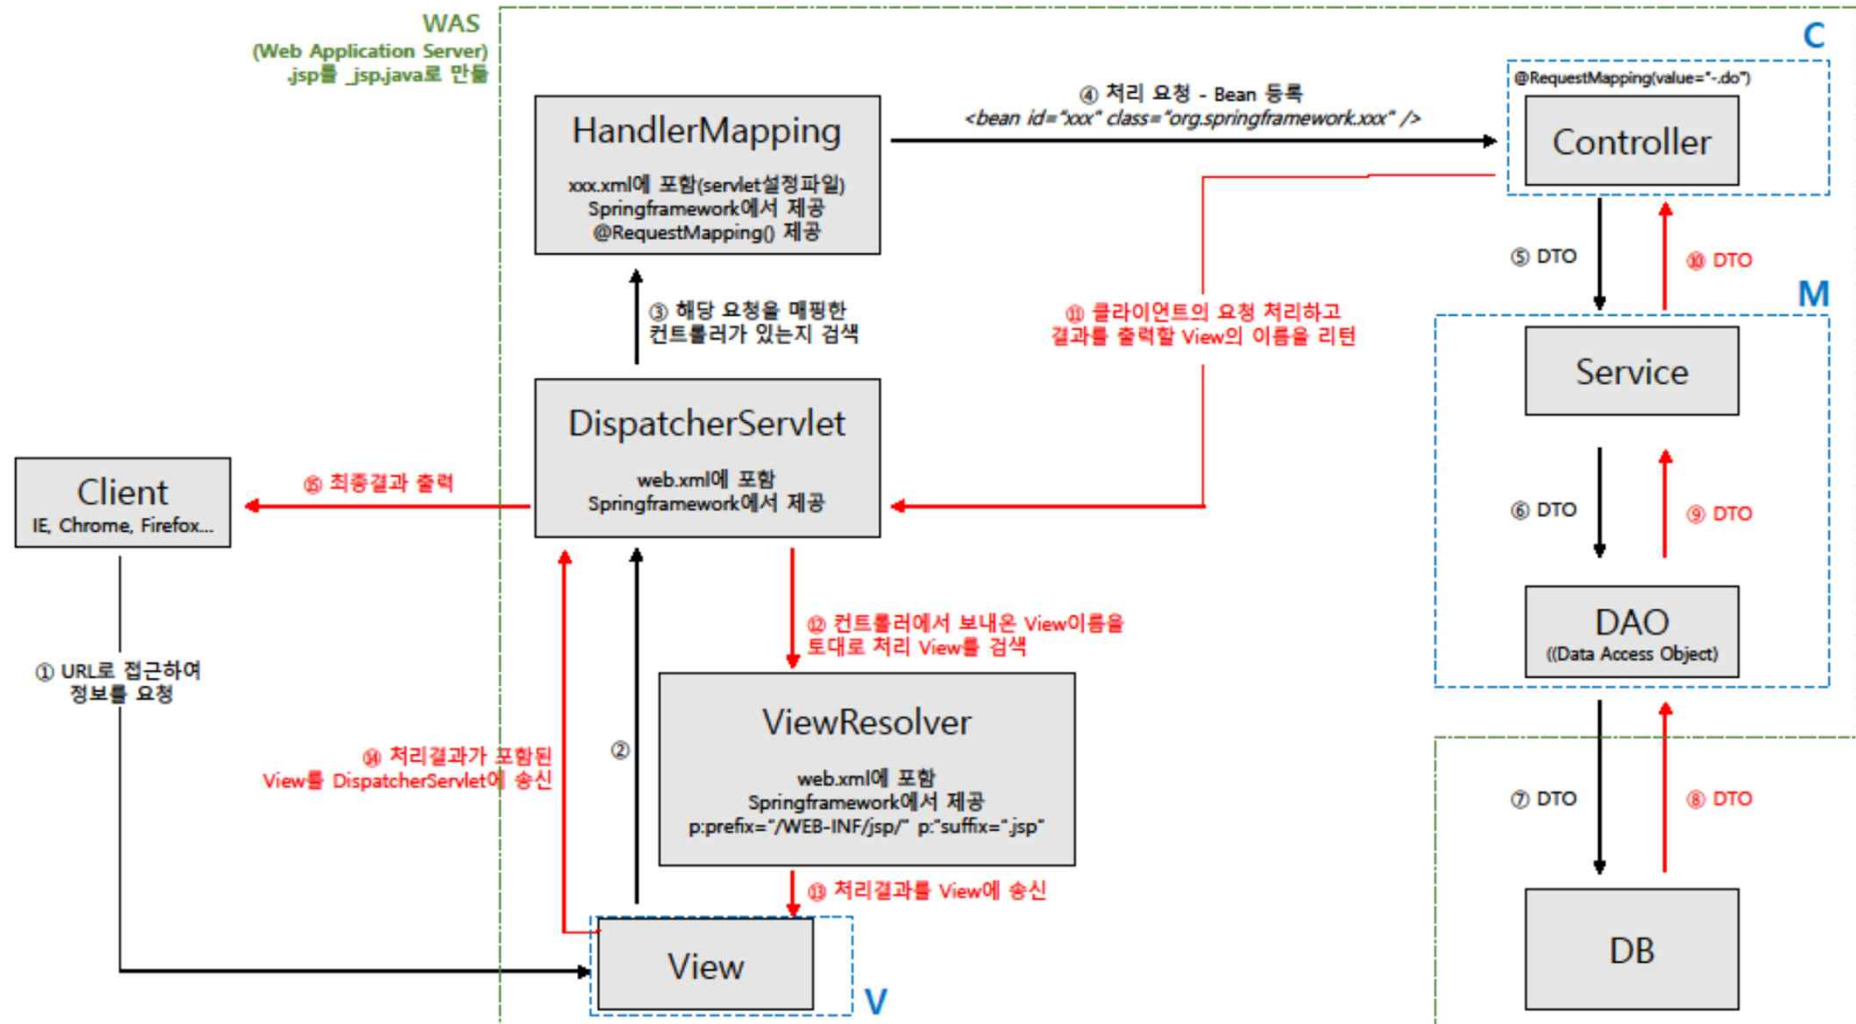 WAS
(Web Application Server)
.jsp를 _jsp.java로 만듦
C
@RequestMapping(value="-.do")
Controller
④ 처리 요청 - Bean 등록
<bean id="xxx" class="org.springframework.xxx" />
HandlerMapping
xxx.xml에 포함(servlet설정파일)
Springframework에서 제공
@RequestMapping() 제공
⑤ DTO
⑩ DTO
③ 해당 요청을 매핑한
컨트롤러가 있는지 검색
⑪ 클라이언트의 요청 처리하고
결과를 출력할 View의 이름을 리턴
M
Service
DispatcherServlet
web.xml에 포함
Springframework에서 제공
Client
IE, Chrome, Firefox...
⑮ 최종결과 출력
⑥ DTO
⑨ DTO
DAO
((Data Access Object)
⑫ 컨트롤러에서 보내온 View이름을
토대로 처리 View를 검색
① URL로 접근하여
정보를 요청
ViewResolver
web.xml에 포함
Springframework에서 제공
p:prefix="/WEB-INF/jsp/" p:"suffix=".jsp"
⑭ 처리결과가 포함된
View를 DispatcherServlet에 송신
②
⑦ DTO
⑧ DTO
⑬ 처리결과를 View에 송신
View
V
DB